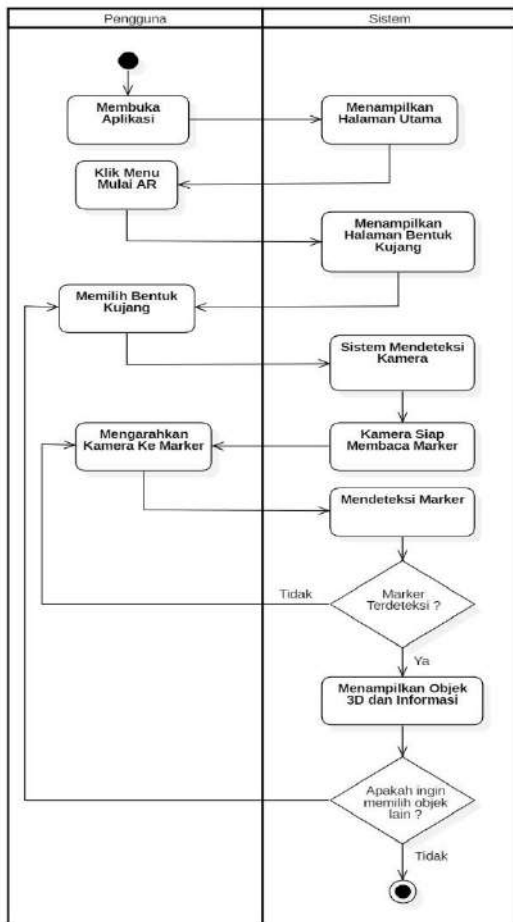 Pengguna
Sistem
Membuka
Aplikasi
Menampilkan
Halaman Utama
Klik Menu
Mulai AR
Menampilkan
Halaman Bentuk
Kujang
Memilih Bentuk
Kujang
Sistem Mendeteksi
Kamera
Kamera Siap
Membaca Marker
Mengarahkan
Kamera Ke Marker
Mendeteksi Marker
Marker
Terdeteksi ?
Tidak
Ya
Menampilkan Objek
3D dan Informasi
Apakah ingin
memilih objek
lain ?
Tidak